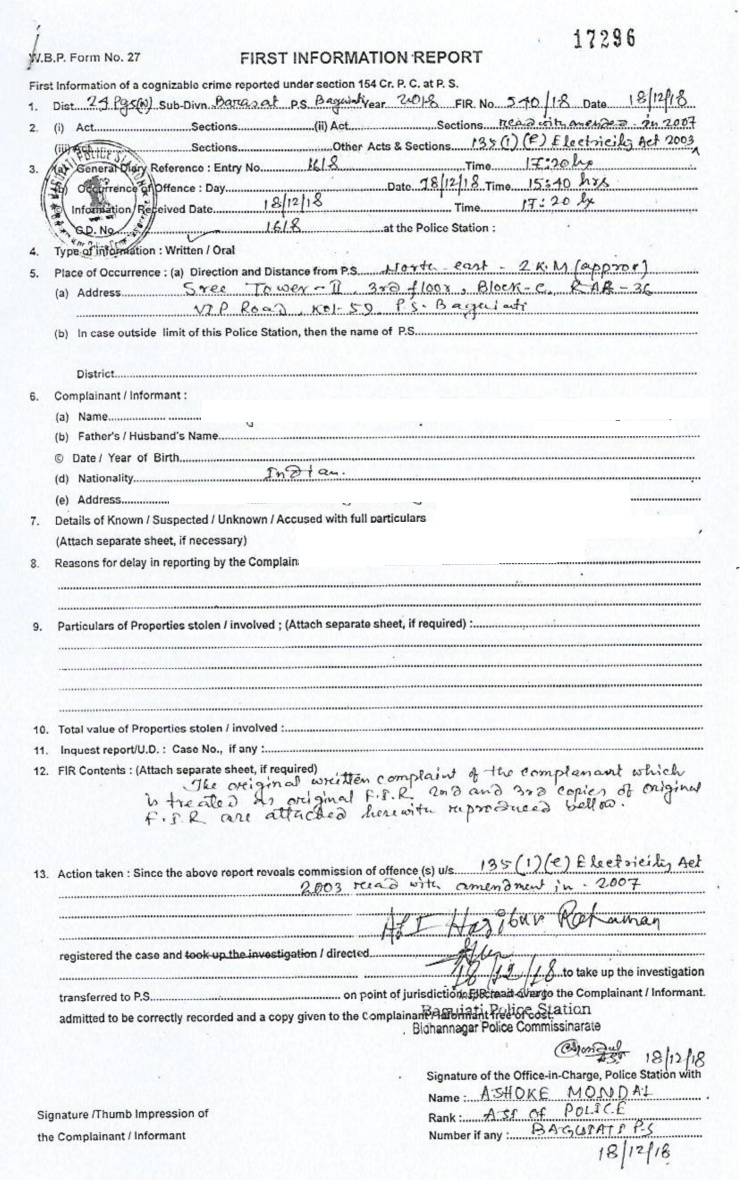 17296
W.B.P. Form No. 27
FIRST INFORMATION REPORT
First Information of a cognizable crime reported under section 154 Cr. P. C. at P. S.
1. Dist. 24 Pgs(N) Sub-Divn. Barasat P.S. Baguiati Year 2018 FIR. No. 540/18 Date 18/12/18
2. (i) Act. Sections (ii) Act. Sections read with amended in 2007
(iii) Act Sections Other Acts & Sections 135(1)(e) Electricity Act 2003
3. General Diary Reference : Entry No. 1618 Time 17:20 hr
Occurrence of Offence : Day Date 18/12/18 Time 15:40 hrs
Information / Received Date 18/12/18 Time 17:20 hr
G.D. No. 1618 at the Police Station :
4. Type of information : Written / Oral
5. Place of Occurrence : (a) Direction and Distance from P.S. North-east - 2 K.M (approx)
(a) Address Sree Tower-II, 3rd floor, Block-C, RAR-36
VIP Road, Kol-59 P.S. Baguiati
(b) In case outside limit of this Police Station, then the name of P.S.
District
6. Complainant / Informant :
(a) Name
(b) Father's / Husband's Name
© Date / Year of Birth
(d) Nationality Indian.
(e) Address
7. Details of Known / Suspected / Unknown / Accused with full particulars
(Attach separate sheet, if necessary)
8. Reasons for delay in reporting by the Complain
9. Particulars of Properties stolen / involved ; (Attach separate sheet, if required) :
10. Total value of Properties stolen / involved :
11. Inquest report/U.D. : Case No., if any :
12. FIR Contents : (Attach separate sheet, if required)
The original written complaint of the complenant which
is treated as original F.I.R 2nd and 3rd copies of original
F.I.R are attached herewith reproduced bellow.
13. Action taken : Since the above report reveals commission of offence (s) u/s. 135(1)(e) Electricity Act
2003 read with amendment in - 2007
ASI Hazibur Rahaman
registered the case and took up the investigation / directed
18/12/18 to take up the investigation
transferred to P.S. on point of jurisdiction. FIR read over to the Complainant / Informant.
admitted to be correctly recorded and a copy given to the Complainant / Informant free of cost.
Baguiati Police Station
Bidhannagar Police Commissinarate
ASI 18/12/18
Signature of the Office-in-Charge, Police Station with
Name : ASHOKE MONDAL
Signature /Thumb Impression of
Rank : ASI OF POLICE
the Complainant / Informant
Number if any : BAGUIATI P.S
18/12/18